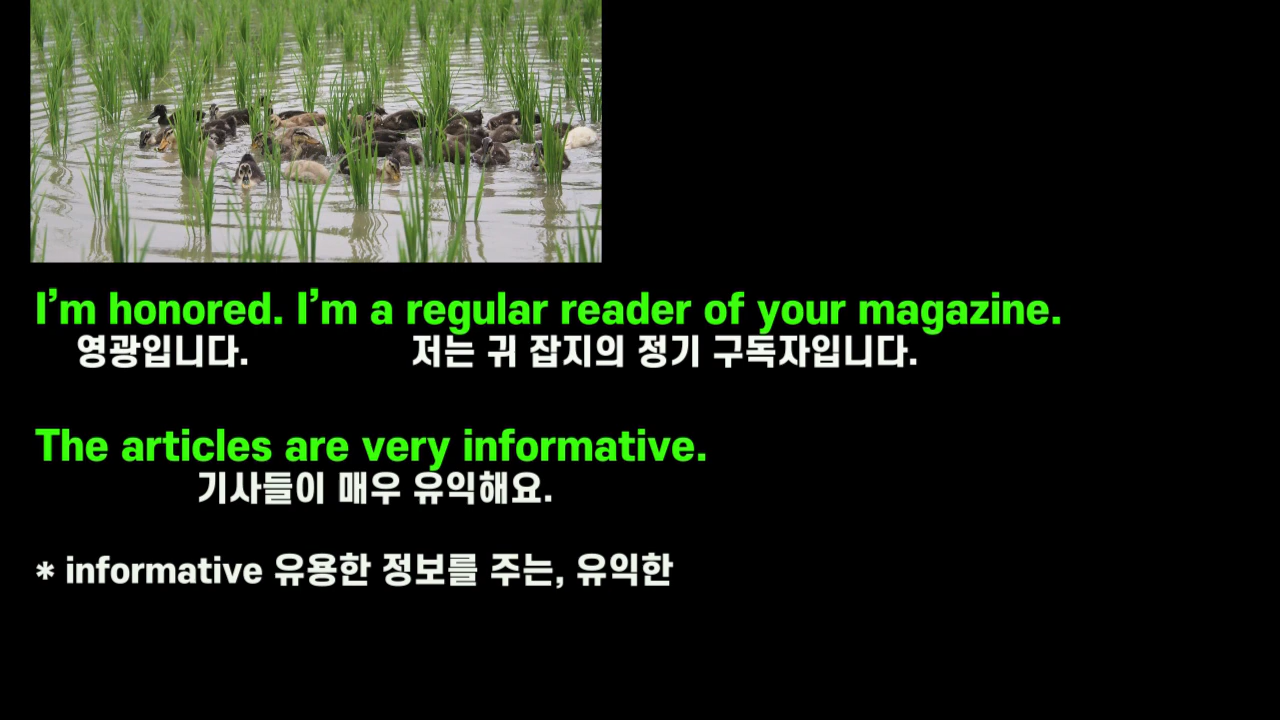 I'm honored. I'm a regular reader of your magazine.
영광입니다. 저는 귀 잡지의 정기 구독자입니다.
The articles are very informative.
기사들이 매우 유익해요.
* informative 유용한 정보를 주는, 유익한